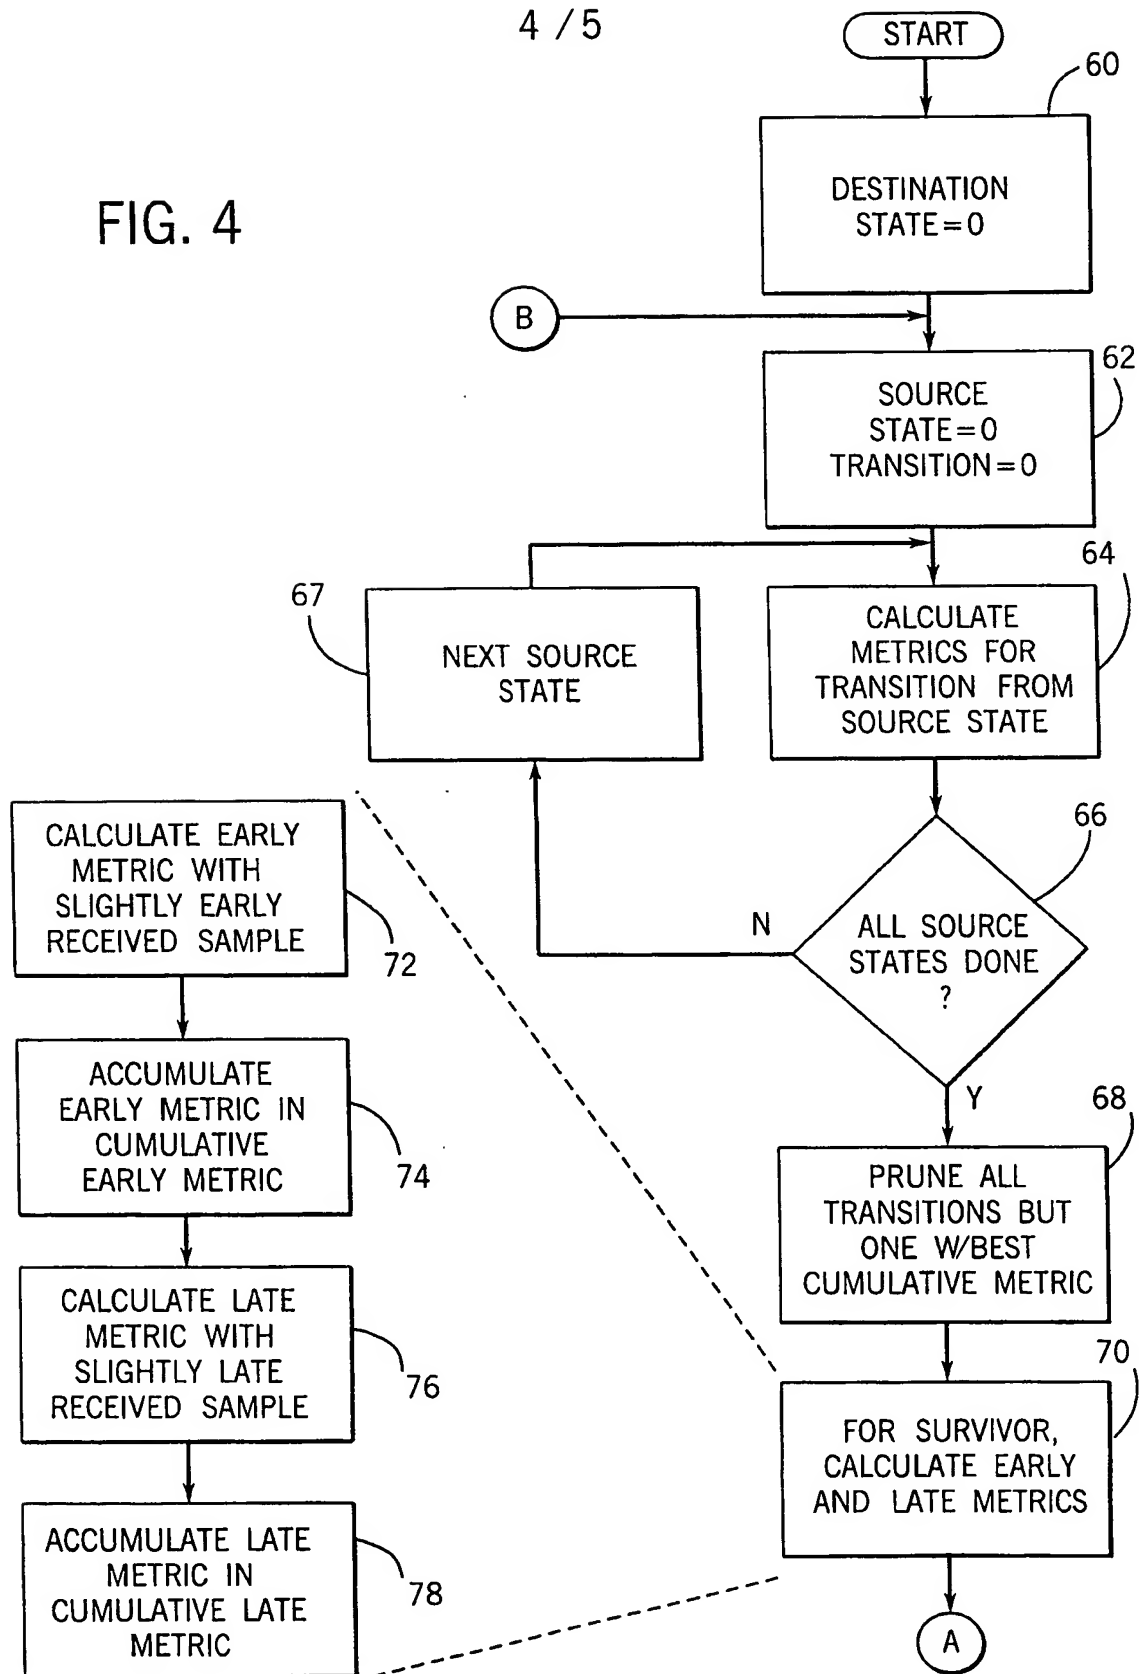 4 / 5
START
60
FIG. 4
DESTINATION
STATE=0
B
62
SOURCE
STATE=0
TRANSITION=0
64
67
NEXT SOURCE
STATE
CALCULATE
METRICS FOR
TRANSITION FROM
SOURCE STATE
66
N
ALL SOURCE
STATES DONE
?
Y
68
PRUNE ALL
TRANSITIONS BUT
ONE W/BEST
CUMULATIVE METRIC
70
FOR SURVIVOR,
CALCULATE EARLY
AND LATE METRICS
A
CALCULATE EARLY
METRIC WITH
SLIGHTLY EARLY
RECEIVED SAMPLE
72
ACCUMULATE
EARLY METRIC IN
CUMULATIVE
EARLY METRIC
74
CALCULATE LATE
METRIC WITH
SLIGHTLY LATE
RECEIVED SAMPLE
76
ACCUMULATE LATE
METRIC IN
CUMULATIVE LATE
METRIC
78